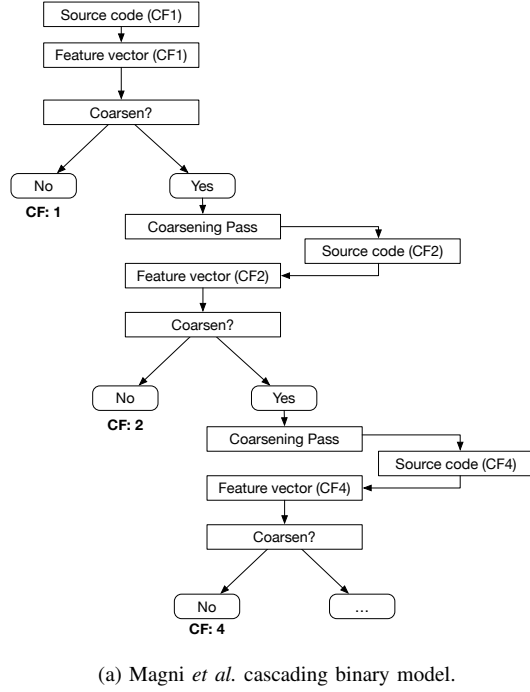 Source code (CF1)
Feature vector (CF1)
Coarsen?
No
Yes
CF: 1
Coarsening Pass
Source code (CF2)
Feature vector (CF2)
Coarsen?
No
Yes
CF: 2
Coarsening Pass
Source code (CF4)
Feature vector (CF4)
Coarsen?
No
...
CF: 4
(a) Magni et al. cascading binary model.